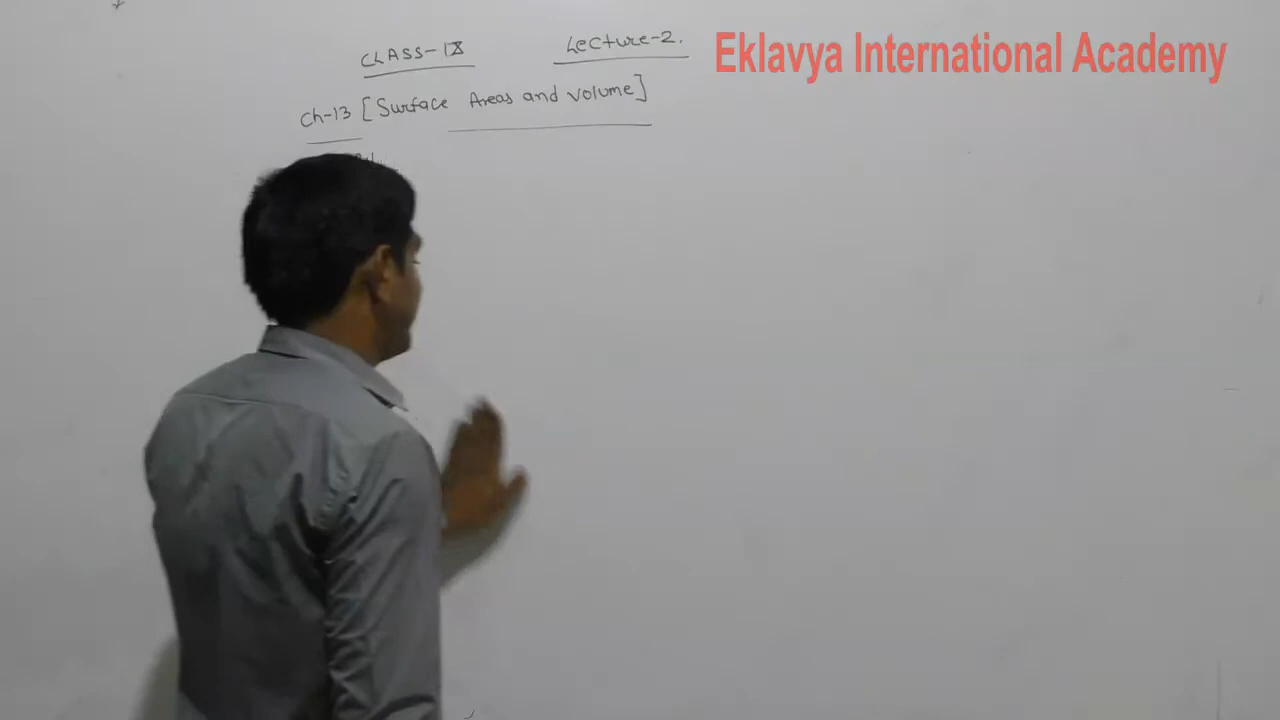 CLASS-IX Lecture-2.
Eklavya International Academy
Ch-13 [Surface Areas and volume]